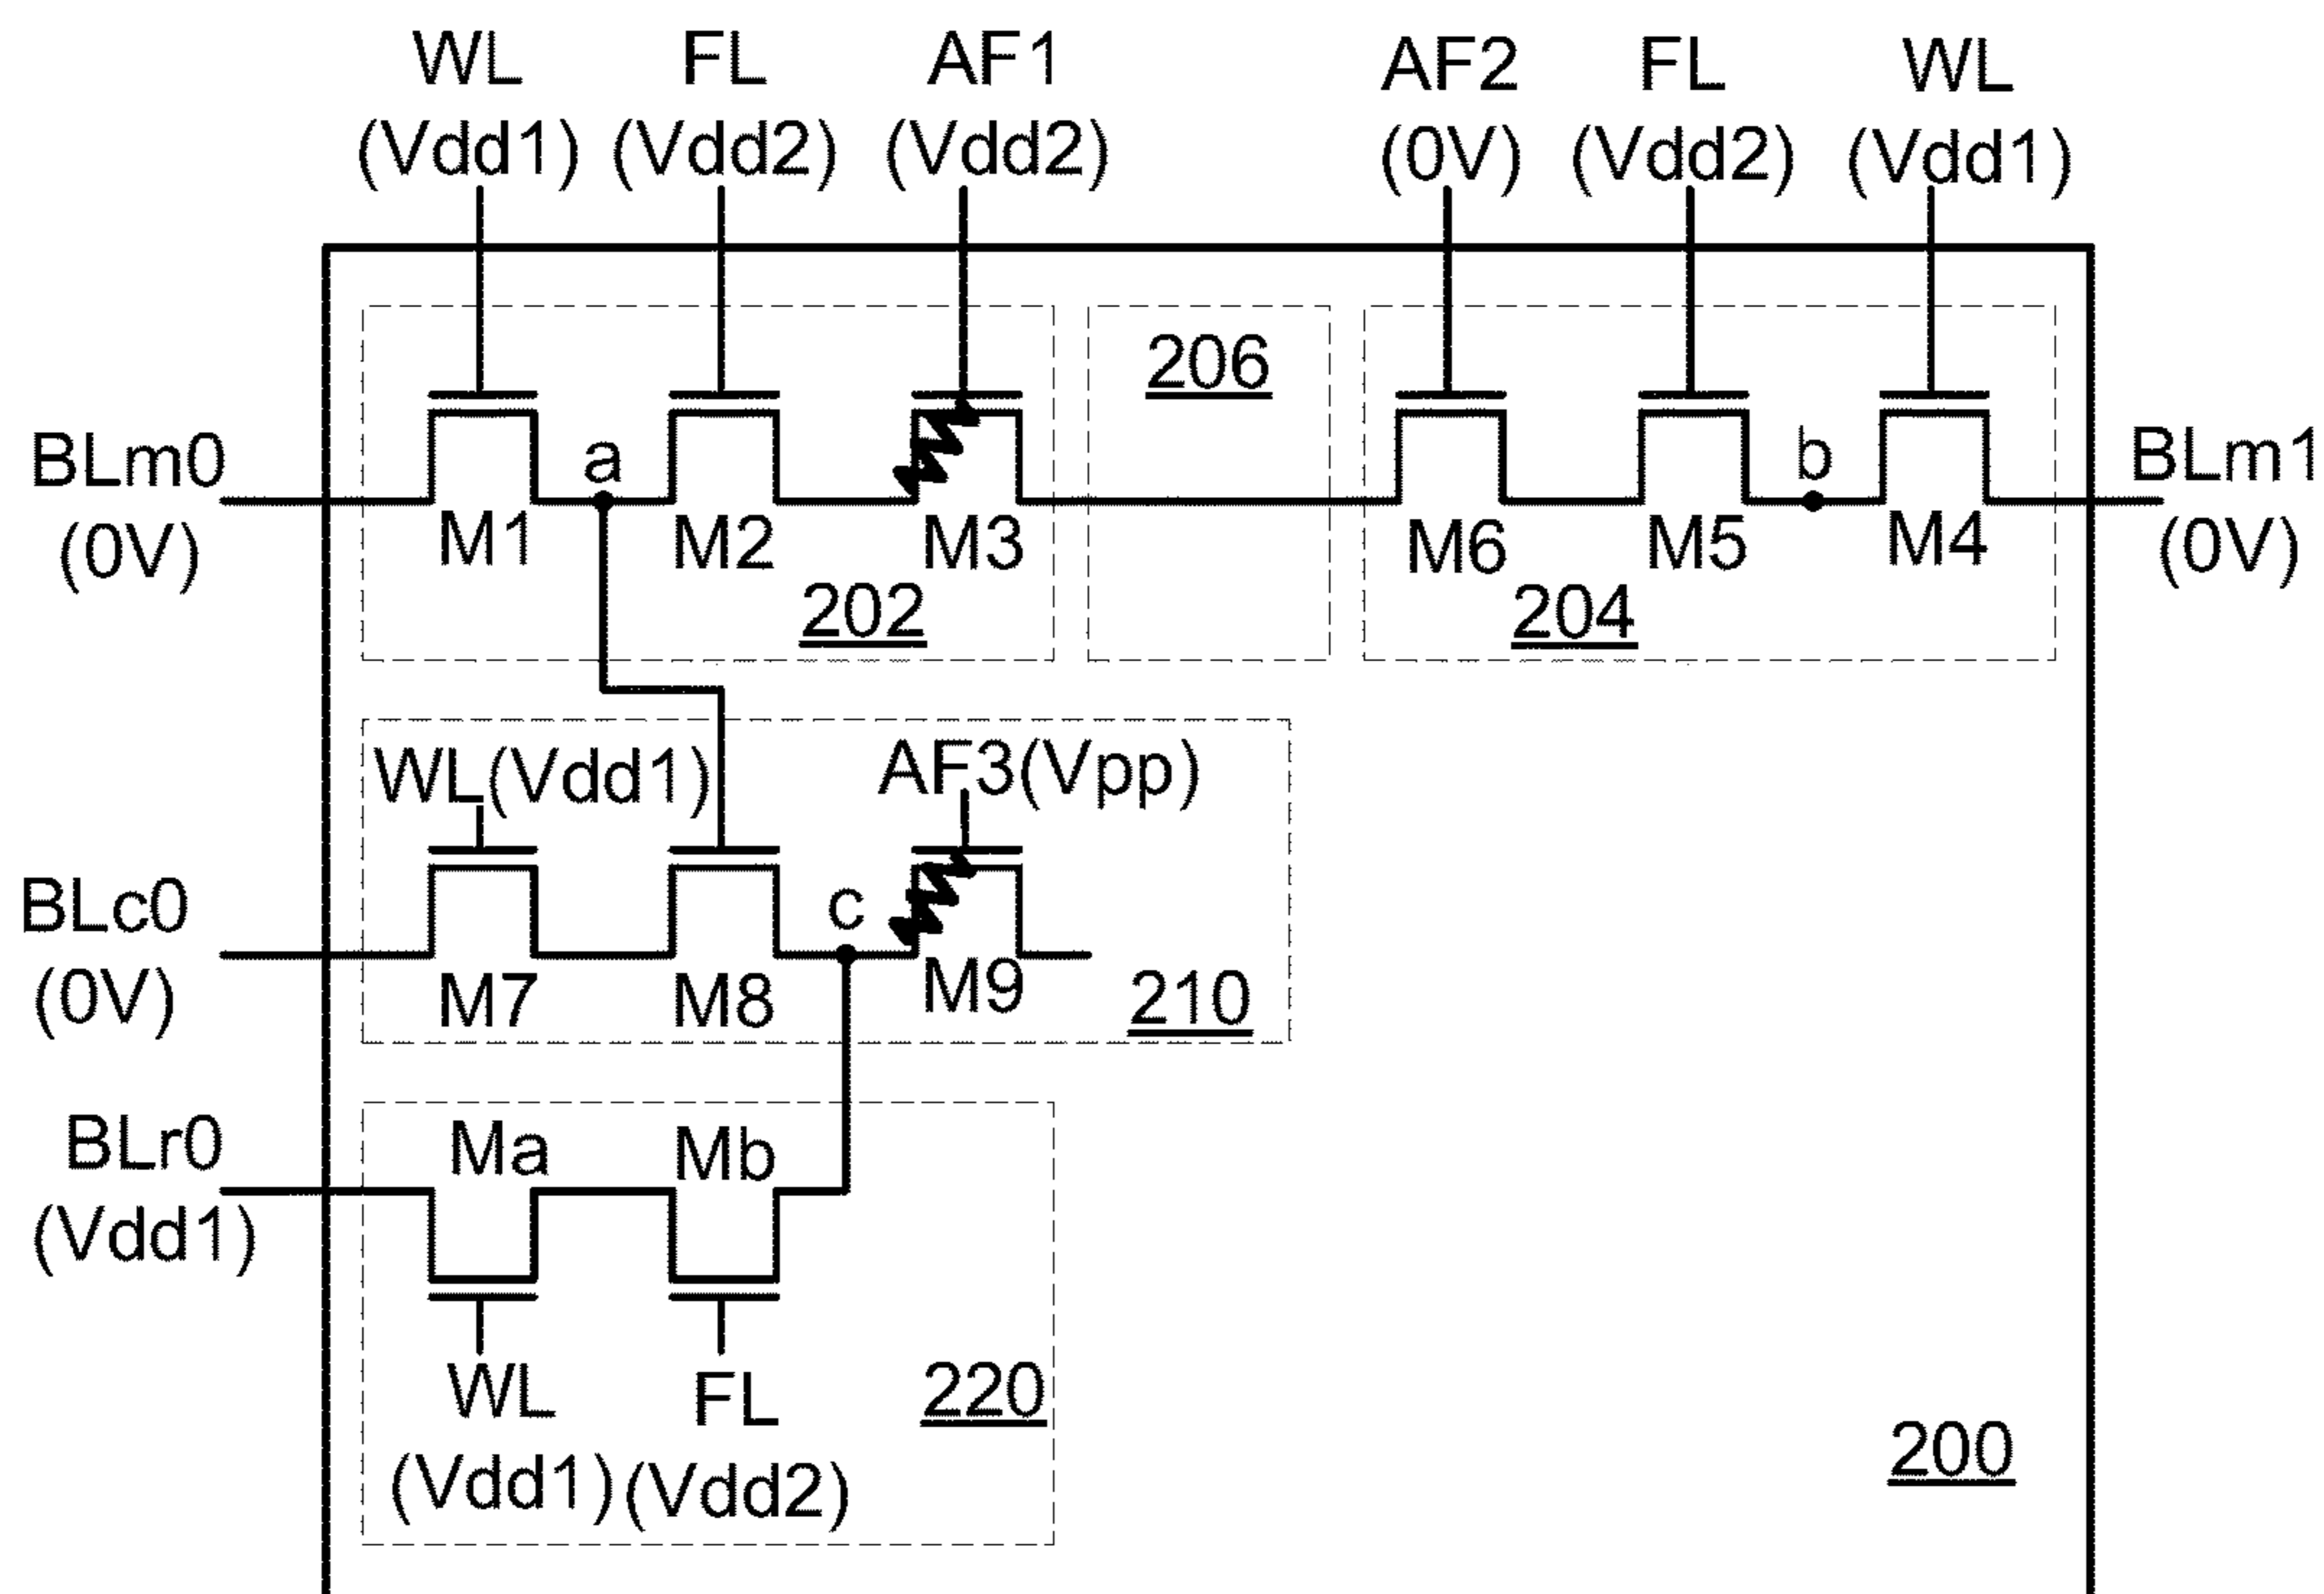 WL FL AF1 AF2 FL WL
(Vdd1) (Vdd2) (Vdd2) (0V) (Vdd2) (Vdd1)
206
BLm0 a b BLm1
(0V) M1 M2 M3 M6 M5 M4 (0V)
202 204
WL(Vdd1) AF3(Vpp)
BLc0 c
(0V) M7 M8 M9 210
BLr0 Ma Mb
(Vdd1)
WL FL 220
(Vdd1) (Vdd2) 200